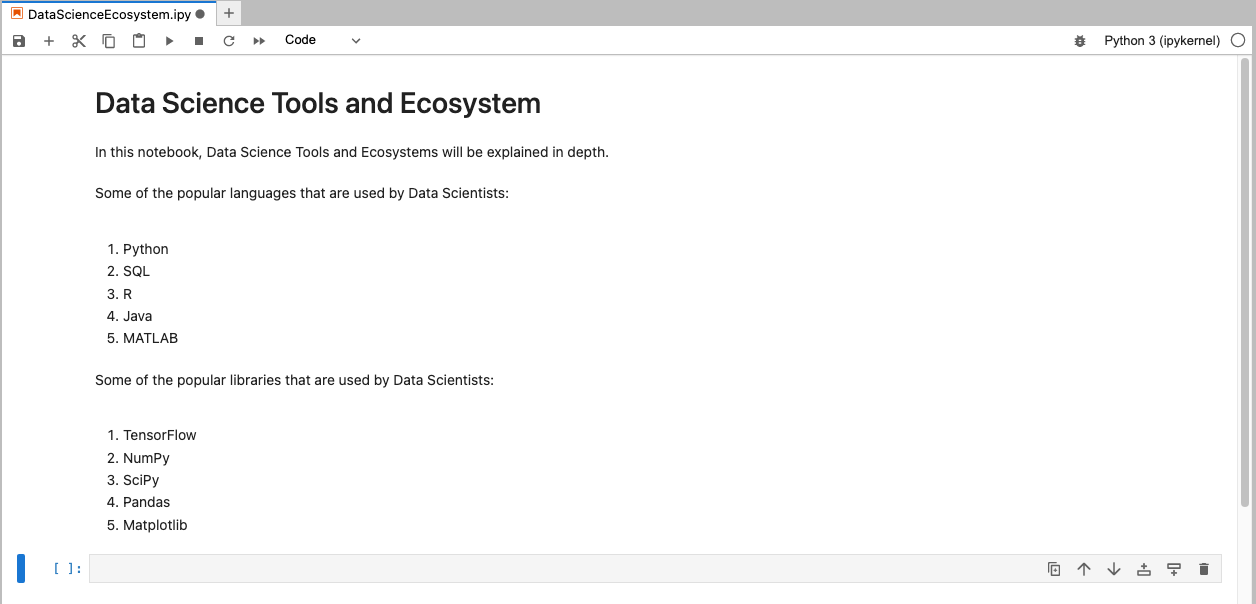 DataScienceEcosystem.ipy
Code
Python 3 (ipykernel)
Data Science Tools and Ecosystem
In this notebook, Data Science Tools and Ecosystems will be explained in depth.
Some of the popular languages that are used by Data Scientists:
1. Python
2. SQL
3. R
4. Java
5. MATLAB
Some of the popular libraries that are used by Data Scientists:
1. TensorFlow
2. NumPy
3. SciPy
4. Pandas
5. Matplotlib
[ ]: